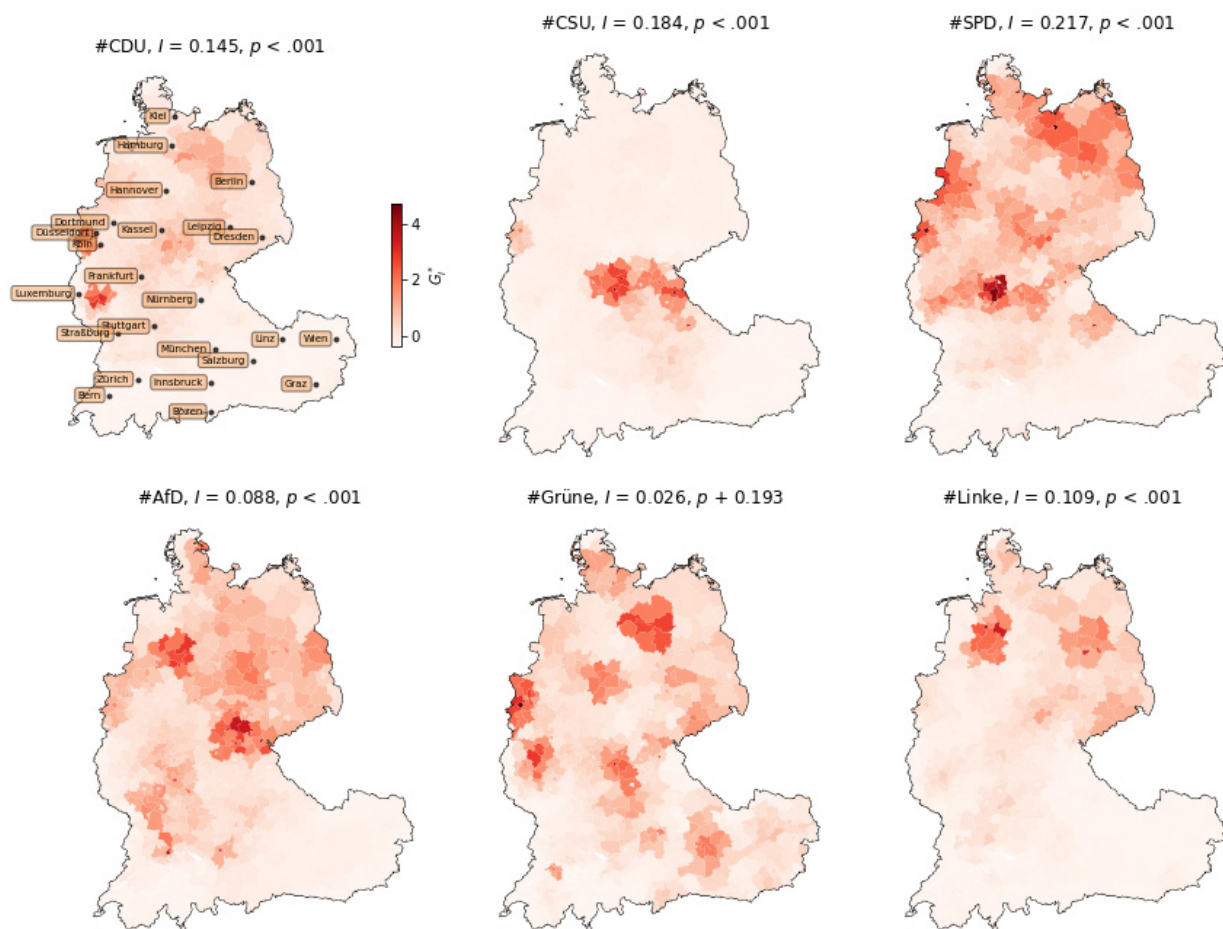 #CDU, I = 0.145, p < .001
#CSU, I = 0.184, p < .001
#SPD, I = 0.217, p < .001
Kiel
Hamburg
Hannover
Berlin
Dortmund
Düsseldorf
Köln
Kassel
Leipzig
Dresden
Frankfurt
Luxemburg
Nürnberg
Stuttgart
Straßburg
München
Linz
Wien
Salzburg
Zürich
Innsbruck
Graz
Bern
Bozen
4
2
0
G*i
#AfD, I = 0.088, p < .001
#Grüne, I = 0.026, p + 0.193
#Linke, I = 0.109, p < .001